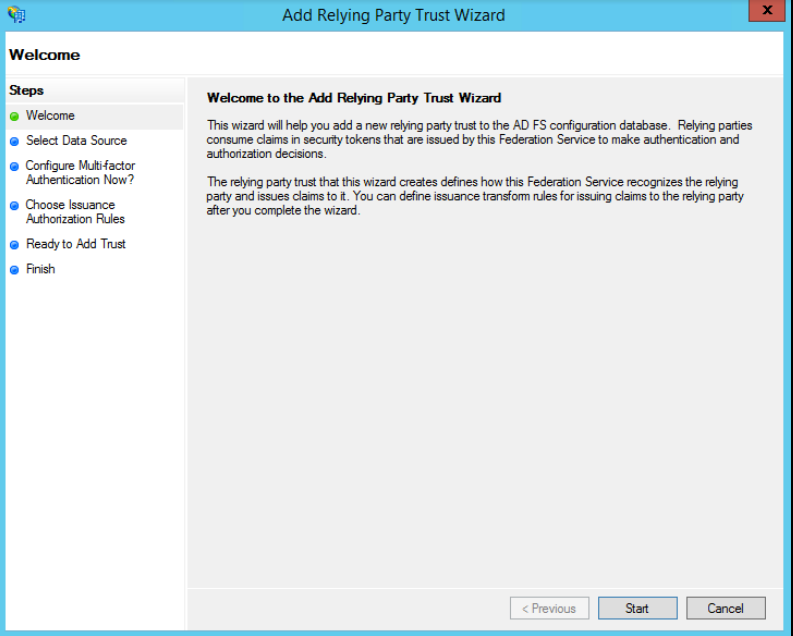 Add Relying Party Trust Wizard
x
Welcome
Steps
Welcome
Select Data Source
Configure Multi-factor
Authentication Now?
Choose Issuance
Authorization Rules
Ready to Add Trust
Finish
Welcome to the Add Relying Party Trust Wizard
This wizard will help you add a new relying party trust to the AD FS configuration database.  Relying parties
consume claims in security tokens that are issued by this Federation Service to make authentication and
authorization decisions.
The relying party trust that this wizard creates defines how this Federation Service recognizes the relying
party and issues claims to it. You can define issuance transform rules for issuing claims to the relying party
after you complete the wizard.
< Previous
Start
Cancel